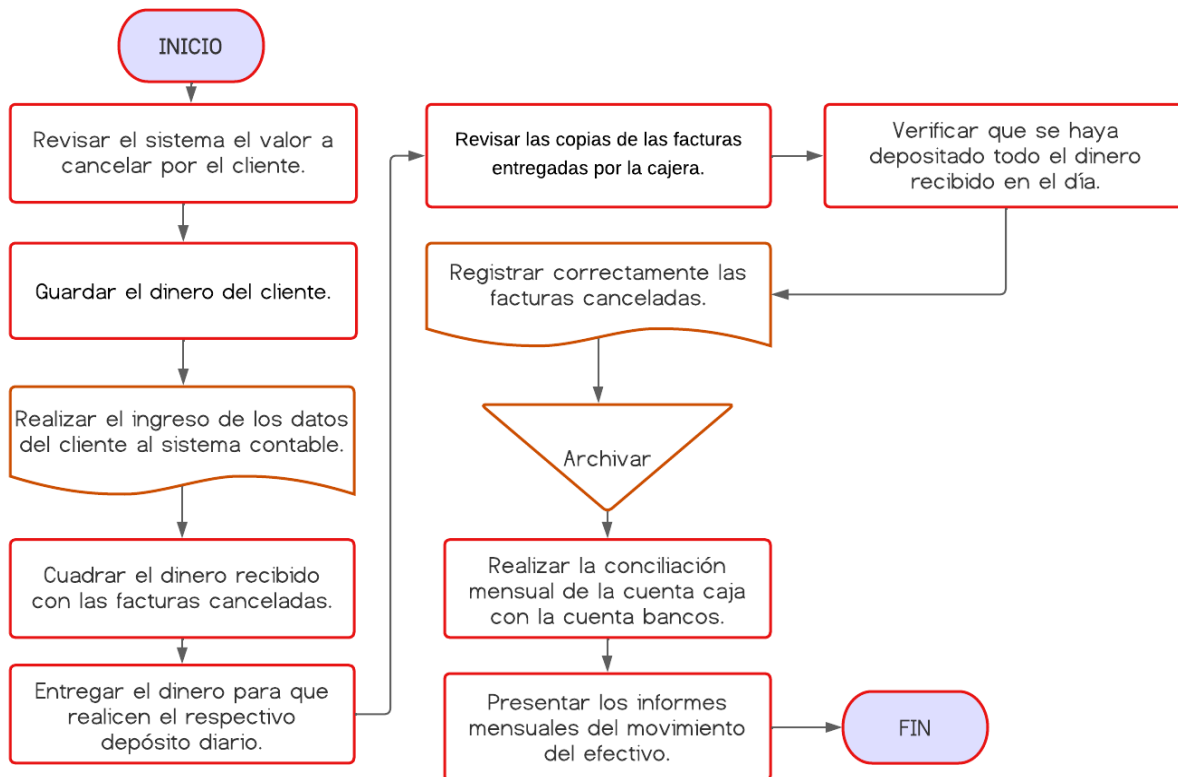 INICIO
Revisar el sistema el valor a
cancelar por el cliente.
Guardar el dinero del cliente.
Realizar el ingreso de los datos
del cliente al sistema contable.
Cuadrar el dinero recibido
con las facturas canceladas.
Entregar el dinero para que
realicen el respectivo
depósito diario.
Revisar las copias de las facturas
entregadas por la cajera.
Verificar que se haya
depositado todo el dinero
recibido en el día.
Registrar correctamente las
facturas canceladas.
Archivar
Realizar la conciliación
mensual de la cuenta caja
con la cuenta bancos.
Presentar los informes
mensuales del movimiento
del efectivo.
FIN